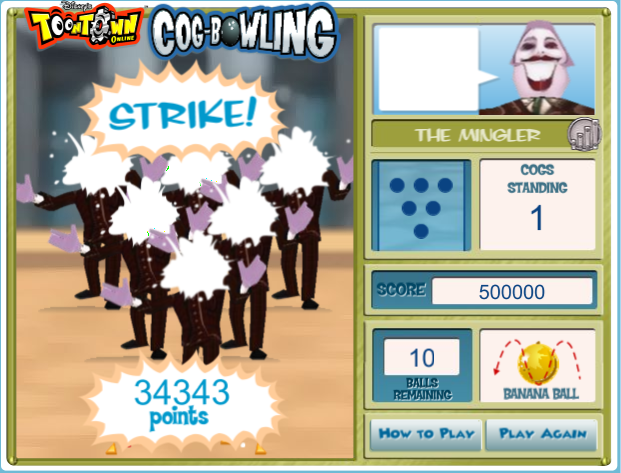 Disney's
TOONTOWN
ONLINE
COG-BOWLING
STRIKE!
THE MINGLER
COGS
STANDING
1
SCORE 500000
34343
points
10
BALLS
REMAINING
BANANA BALL
HOW TO PLAY
PLAY AGAIN